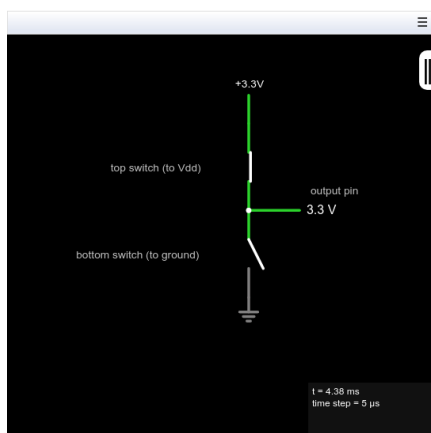 +3.3V
top switch (to Vdd)
output pin
3.3 V
bottom switch (to ground)
t = 4.38 ms
time step = 5 µs